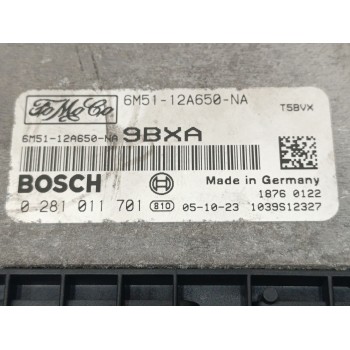 FoMoCo 6M51-12A650-NA T5BVX
6M51-12A650-NA 9BXA
BOSCH Made in Germany
1876 0122
0 281 011 701 810 05-10-23 1039S12327